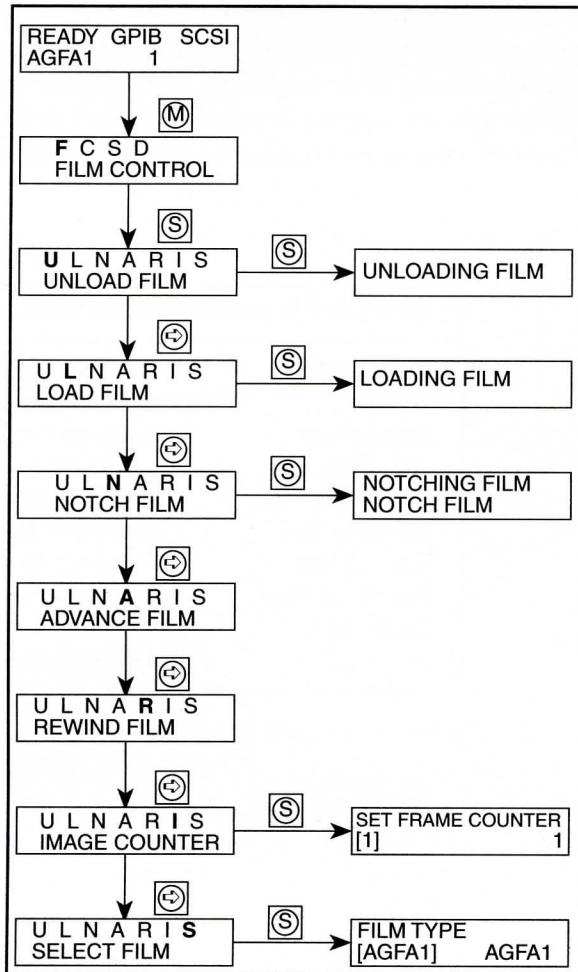 READY GPIB SCSI
AGFA1 1
M
F C S D
FILM CONTROL
S
U L N A R I S
UNLOAD FILM
S
UNLOADING FILM
U L N A R I S
LOAD FILM
S
LOADING FILM
U L N A R I S
NOTCH FILM
S
NOTCHING FILM
NOTCH FILM
U L N A R I S
ADVANCE FILM
U L N A R I S
REWIND FILM
U L N A R I S
IMAGE COUNTER
S
SET FRAME COUNTER
[1] 1
U L N A R I S
SELECT FILM
S
FILM TYPE
[AGFA1] AGFA1